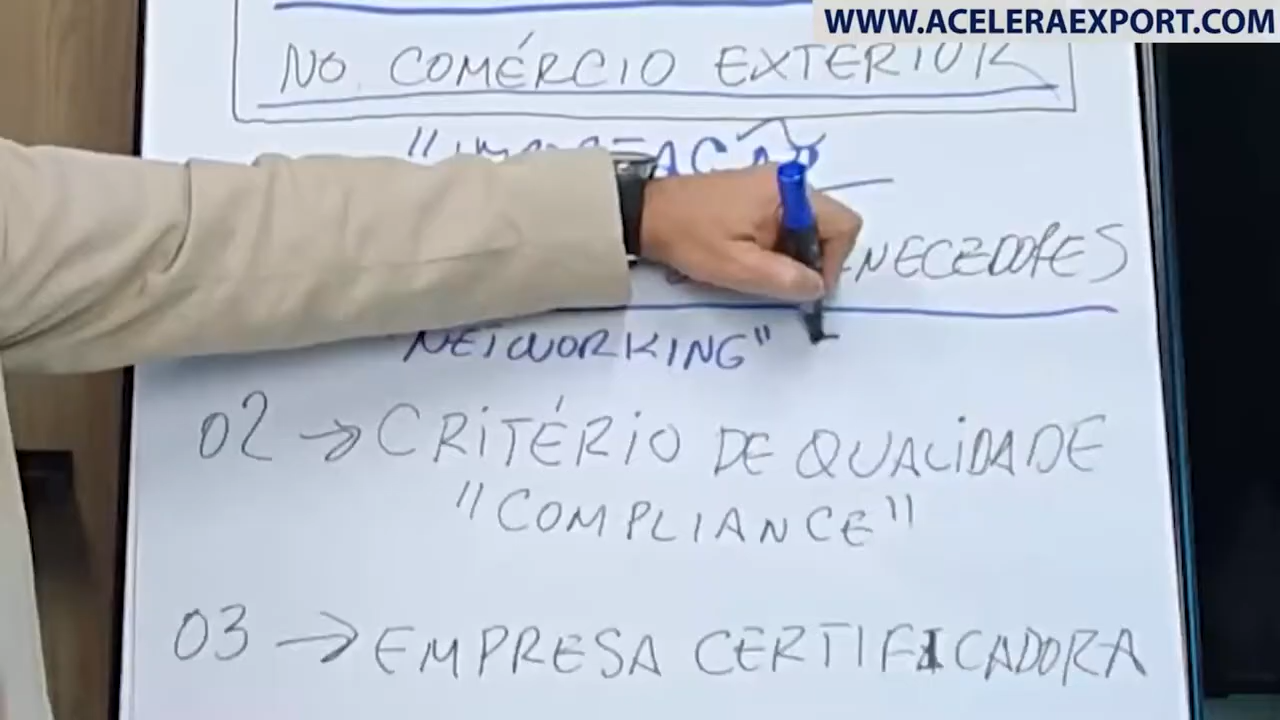 WWW.ACELERAEXPORT.COM
NO COMÉRCIO EXTERIOR
NETWORKING"
02 → CRITÉRIO DE QUALIDADE
"COMPLIANCE"
03 → EMPRESA CERTIFICADORA